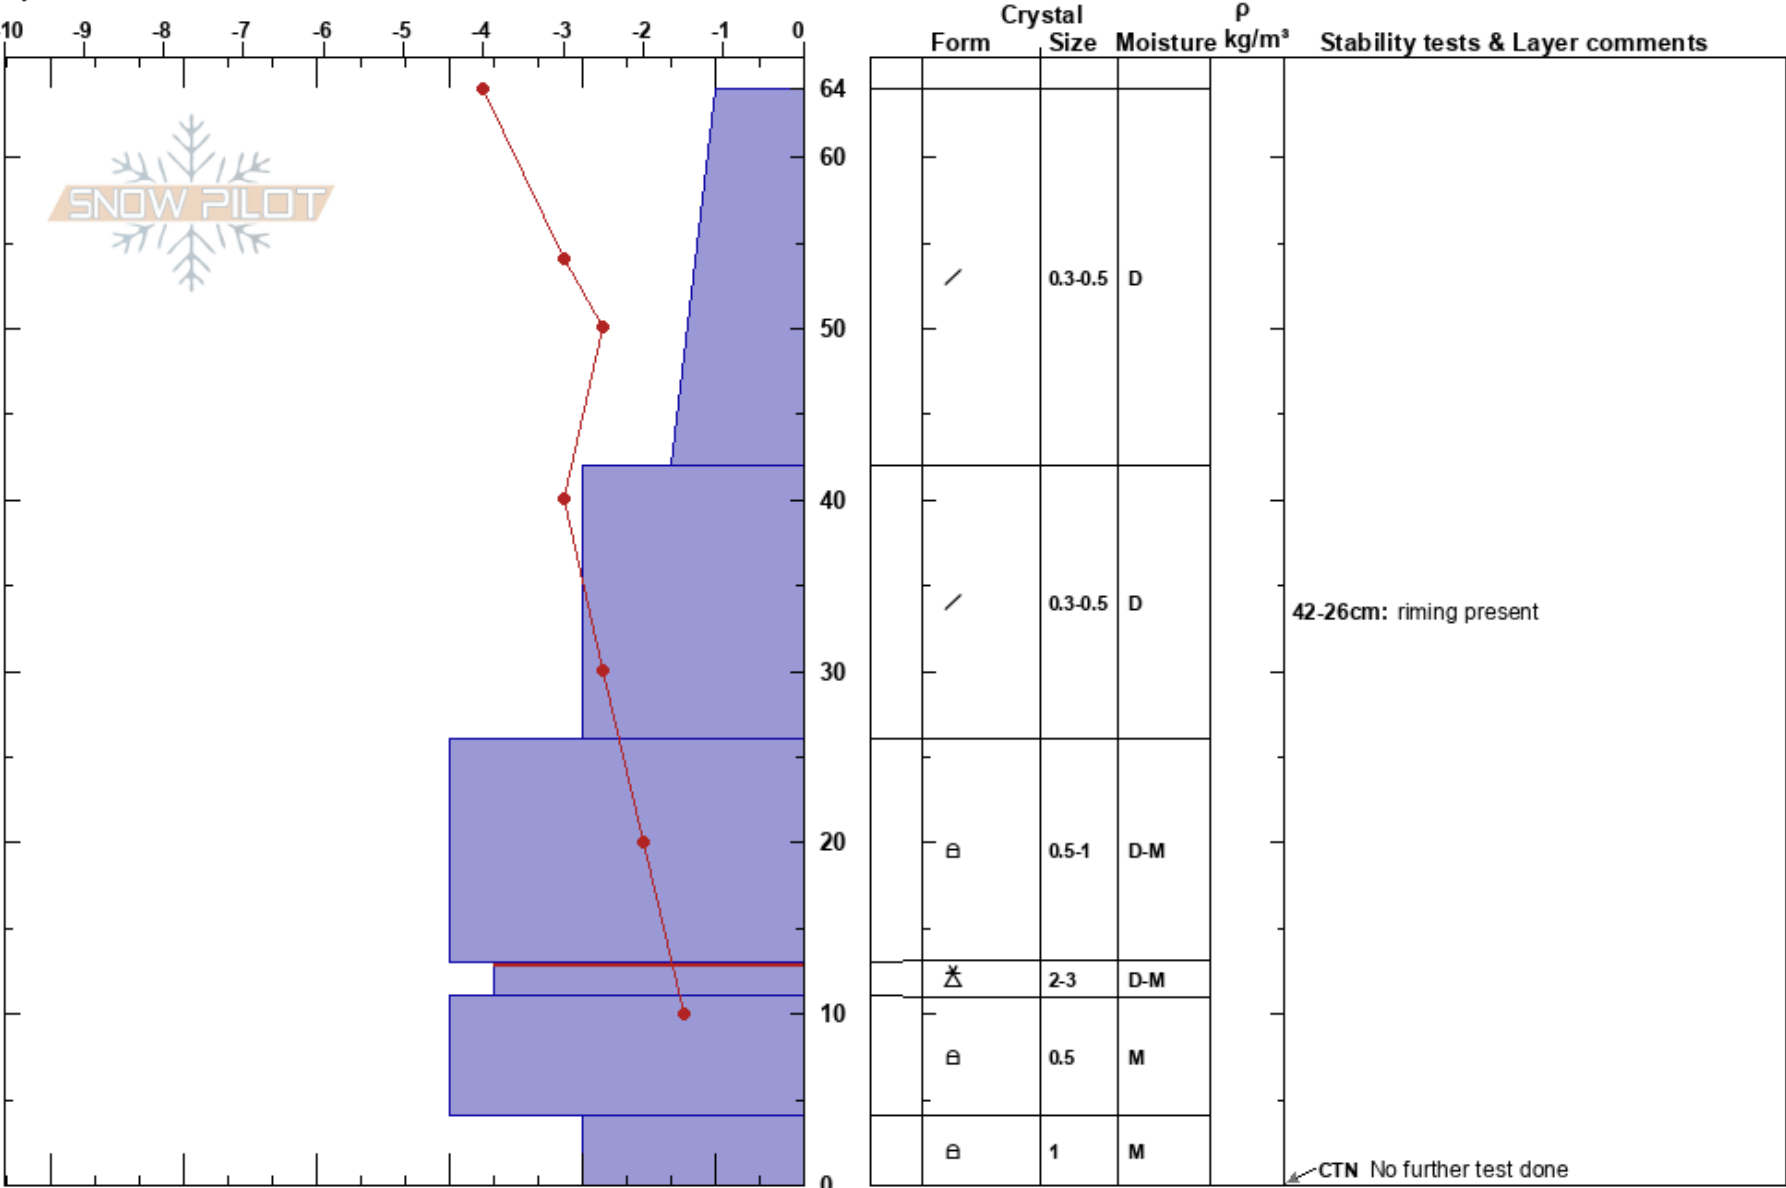 Crystal ρ
-10 -9 -8 -7 -6 -5 -4 -3 -2 -1 0
Form Size Moisture kg/m³ Stability tests & Layer comments
64
60
SNOW PILOT
0.3-0.5 D
50
40
0.3-0.5 D
42-26cm: riming present
30
20
0.5-1 D-M
2-3 D-M
10
0.5 M
1 M
CTN No further test done
0